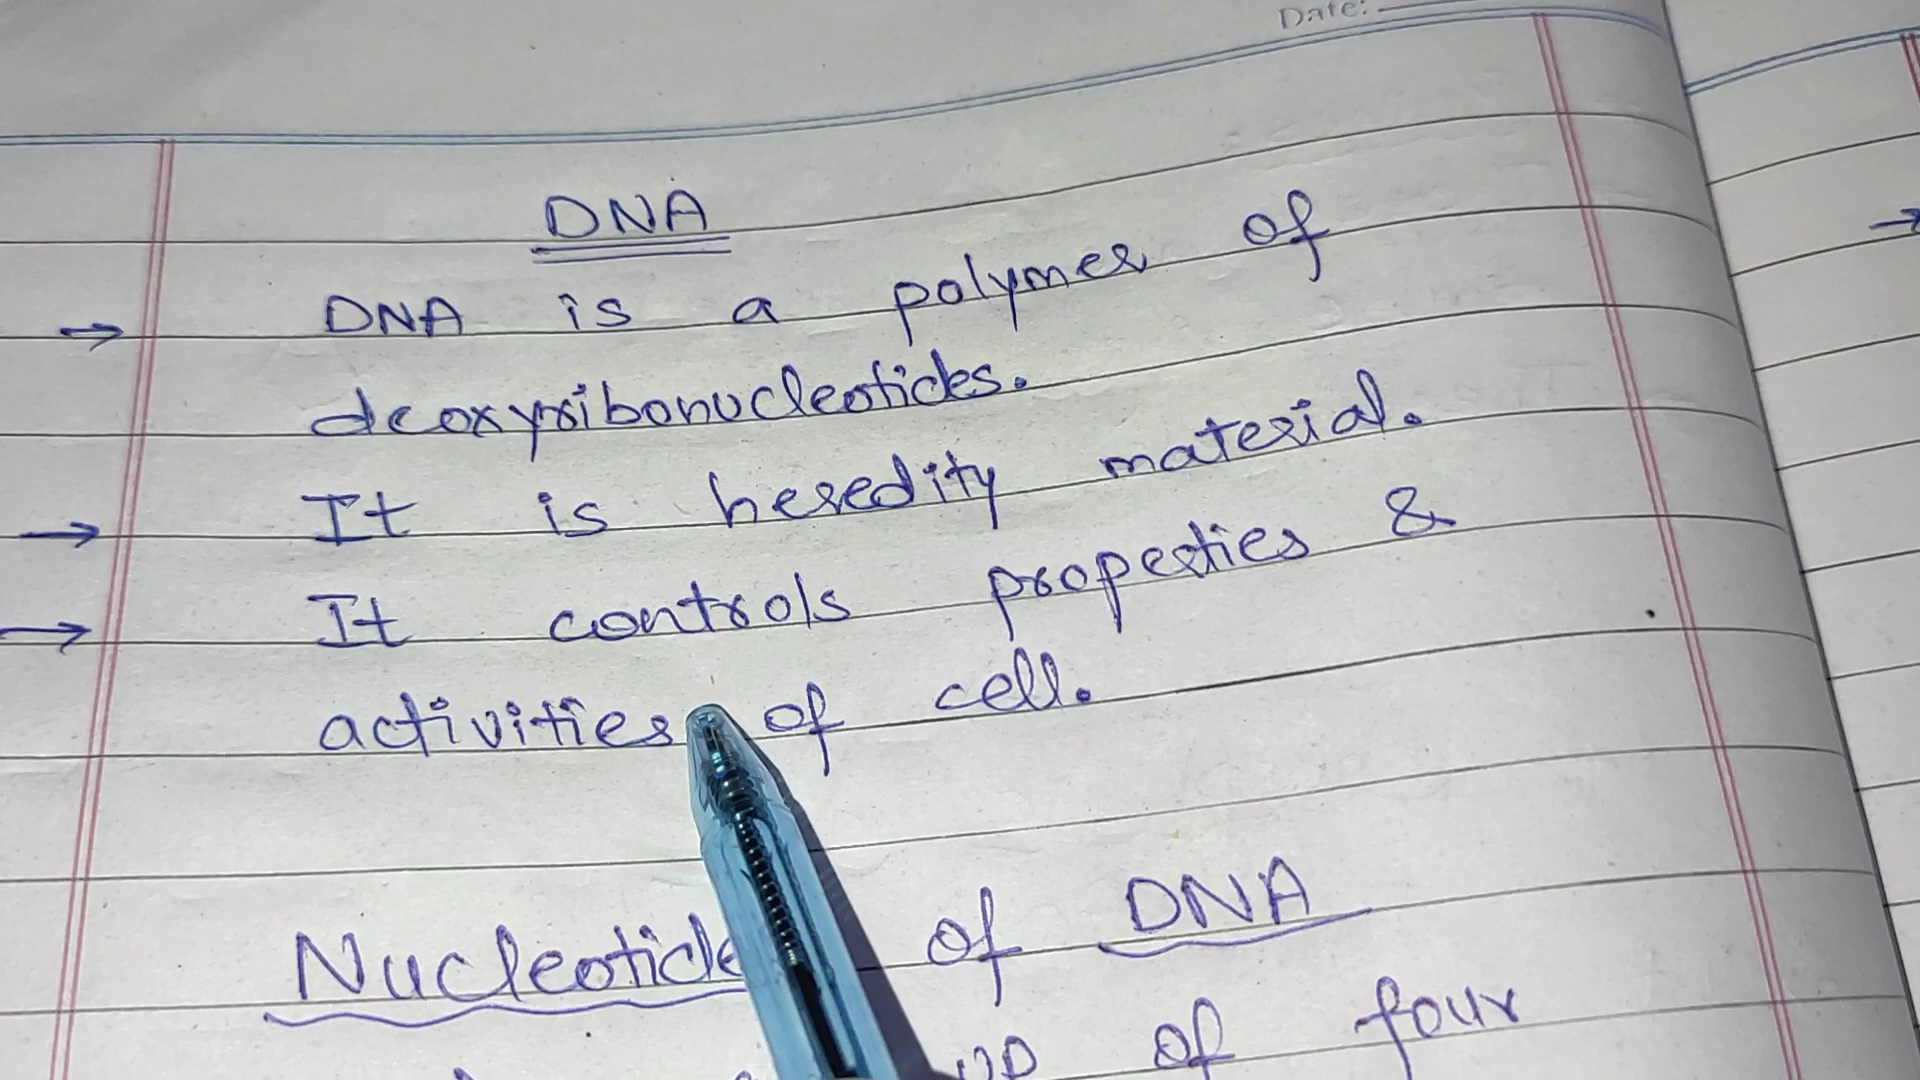 Date:
DNA
→ DNA is a polymer of
deoxyribonucleotides.
→ It is heredity material.
→ It controls properties &
activities of cell.
Nucleotide of DNA
of four